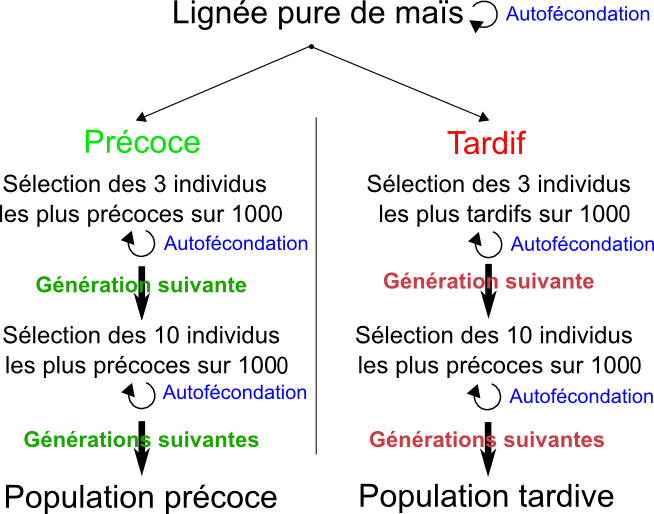 Lignée pure de maïs
Autofécondation
Précoce
Sélection des 3 individus
les plus précoces sur 1000
Autofécondation
Génération suivante
Sélection des 10 individus
les plus précoces sur 1000
Autofécondation
Générations suivantes
Population précoce
Tardif
Sélection des 3 individus
les plus tardifs sur 1000
Autofécondation
Génération suivante
Sélection des 10 individus
les plus précoces sur 1000
Autofécondation
Générations suivantes
Population tardive